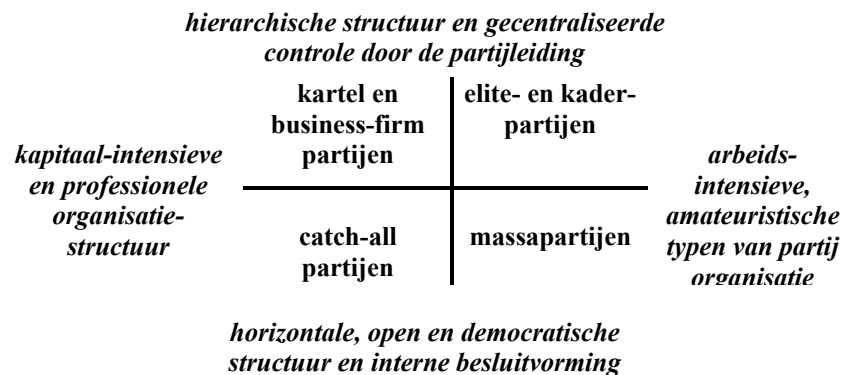 hierarchische structuur en gecentraliseerde
controle door de partijleiding
kartel en
business-firm
partijen
elite- en kader-
partijen
kapitaal-intensieve
en professionele
organisatie-
structuur
arbeids-
intensieve,
amateuristische
typen van partij
organisatie
catch-all
partijen
massapartijen
horizontale, open en democratische
structuur en interne besluitvorming